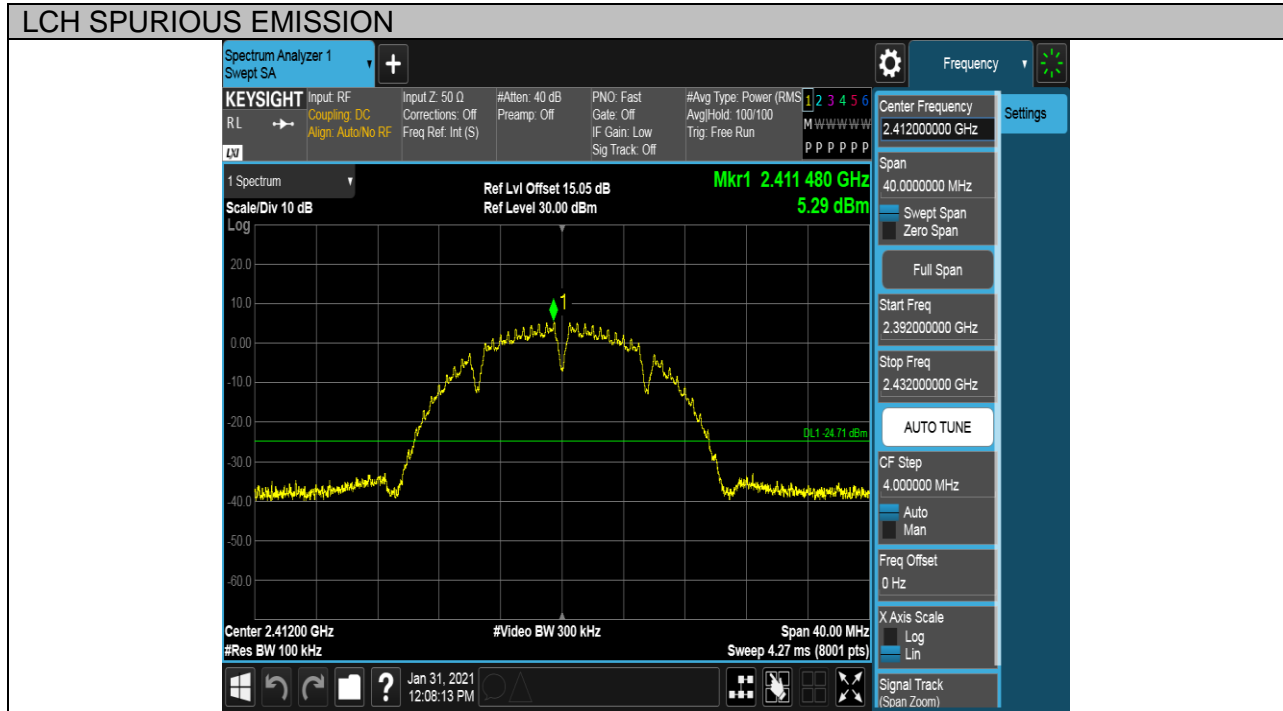 LCH SPURIOUS EMISSION
Spectrum Analyzer 1
Swept SA
+
Frequency
KEYSIGHT
RL
LXI
Input: RF
Coupling: DC
Align: Auto/No RF
Input Z: 50 Ω
Corrections: Off
Freq Ref: Int (S)
#Atten: 40 dB
Preamp: Off
PNO: Fast
Gate: Off
IF Gain: Low
Sig Track: Off
#Avg Type: Power (RMS
Avg|Hold: 100/100
Trig: Free Run
1 2 3 4 5 6
M W W W W W
P P P P P P
1 Spectrum
Scale/Div 10 dB
Log
Ref Lvl Offset 15.05 dB
Ref Level 30.00 dBm
Mkr1 2.411 480 GHz
5.29 dBm
20.0
10.0
0.00
-10.0
-20.0
-30.0
-40.0
-50.0
-60.0
1
DL1 -24.71 dBm
Center 2.41200 GHz
#Res BW 100 kHz
#Video BW 300 kHz
Span 40.00 MHz
Sweep 4.27 ms (8001 pts)
Center Frequency
2.412000000 GHz
Settings
Span
40.0000000 MHz
Swept Span
Zero Span
Full Span
Start Freq
2.392000000 GHz
Stop Freq
2.432000000 GHz
AUTO TUNE
CF Step
4.000000 MHz
Auto
Man
Freq Offset
0 Hz
X Axis Scale
Log
Lin
Signal Track
(Span Zoom)
?
Jan 31, 2021
12:08:13 PM